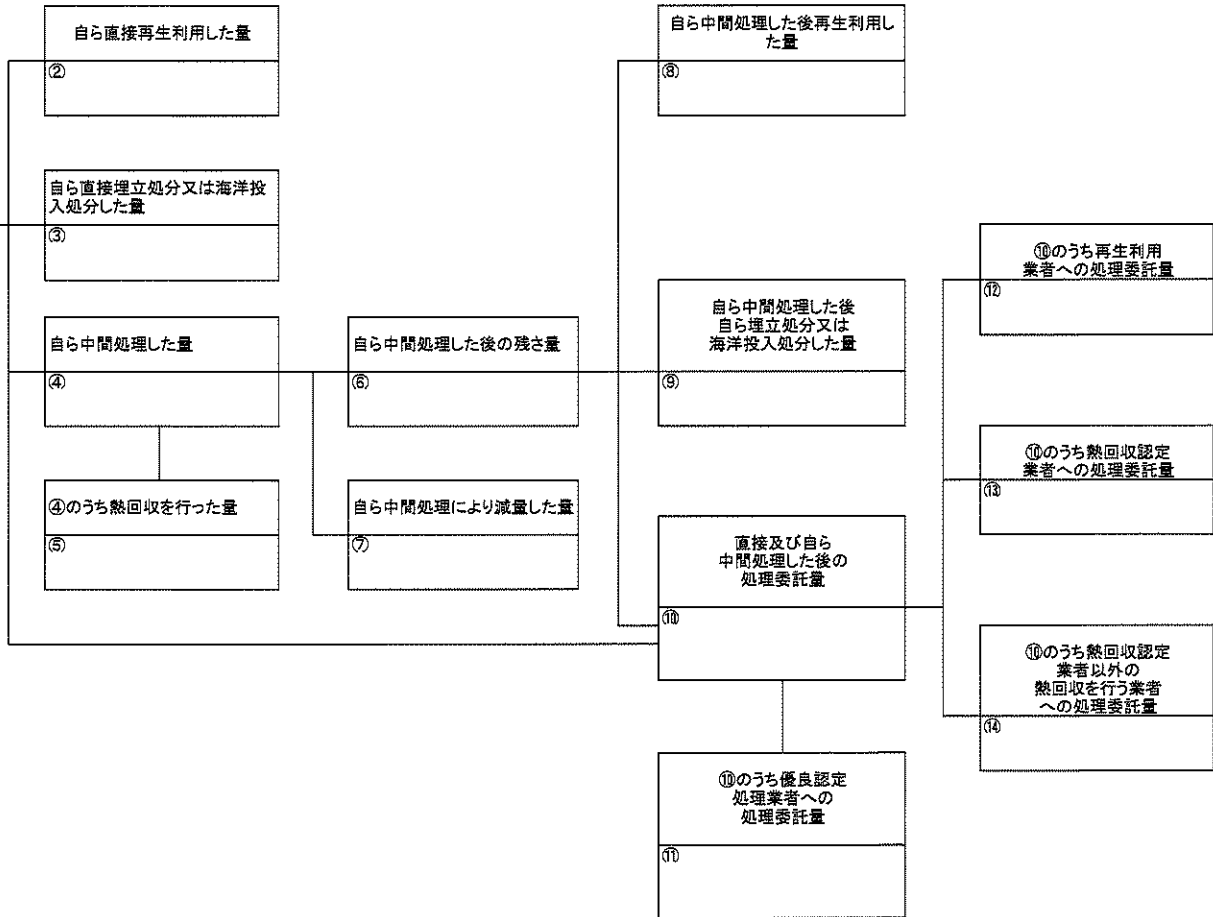 自ら直接再生利用した量
②
自ら直接埋立処分又は海洋投
入処分した量
③
自ら中間処理した量
④
④のうち熱回収を行った量
⑤
自ら中間処理した後の残さ量
⑥
自ら中間処理により減量した量
⑦
自ら中間処理した後再生利用し
た量
⑧
自ら中間処理した後
自ら埋立処分又は
海洋投入処分した量
⑨
直接及び自ら
中間処理した後の
処理委託量
⑩
⑩のうち優良認定
処理業者への
処理委託量
⑪
⑩のうち再生利用
業者への処理委託量
⑫
⑩のうち熱回収認定
業者への処理委託量
⑬
⑩のうち熱回収認定
業者以外の
熱回収を行う業者
への処理委託量
⑭